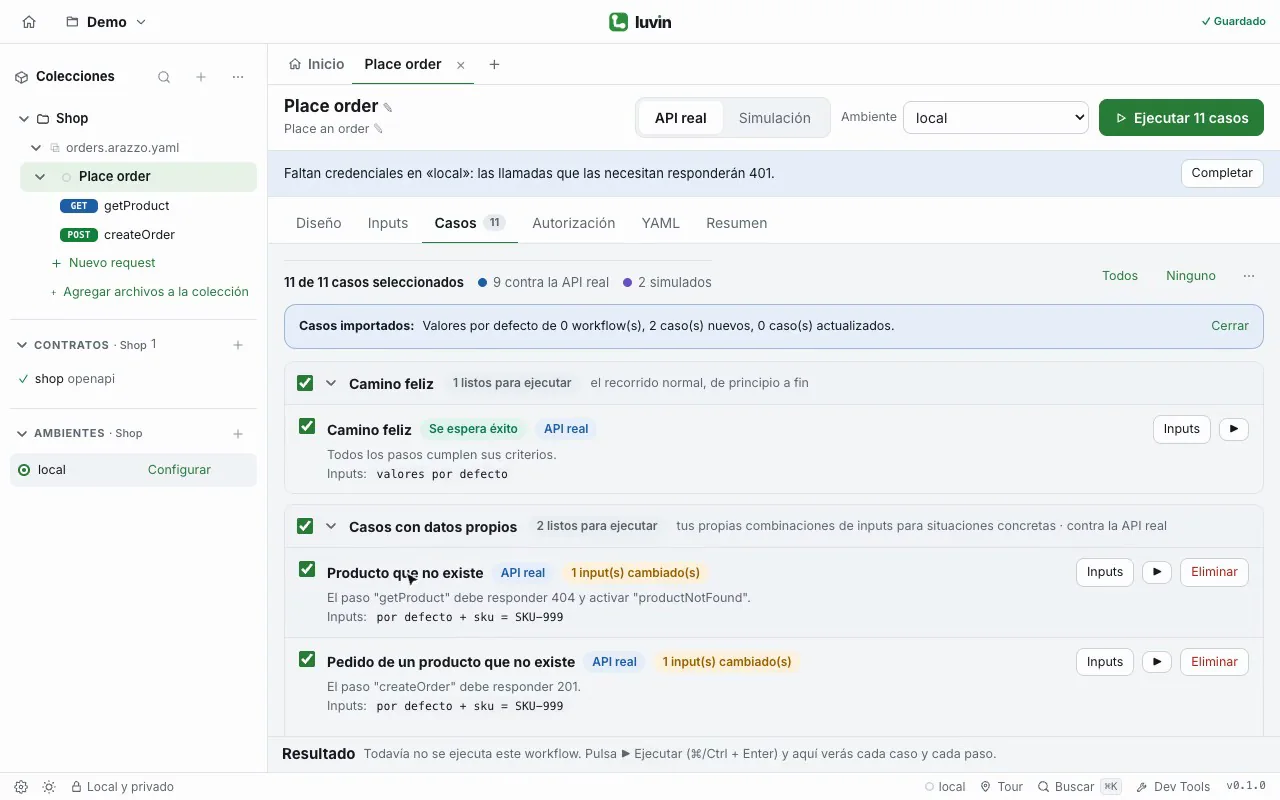 Demo
luvin
Guardado
Colecciones
Inicio
Place order
Shop
orders.arazzo.yaml
Place order
GET getProduct
POST createOrder
+ Nuevo request
+ Agregar archivos a la colección
CONTRATOS · Shop 1
shop openapi
AMBIENTES · Shop
local Configurar
Place order
Place an order
API real Simulación
Ambiente local
Ejecutar 11 casos
Faltan credenciales en «local»: las llamadas que las necesitan responderán 401.
Completar
Diseño Inputs Casos 11 Autorización YAML Resumen
11 de 11 casos seleccionados 9 contra la API real 2 simulados
Todos Ninguno ...
Casos importados: Valores por defecto de 0 workflow(s), 2 caso(s) nuevos, 0 caso(s) actualizados.
Cerrar
Camino feliz 1 listos para ejecutar el recorrido normal, de principio a fin
Camino feliz Se espera éxito API real Inputs
Todos los pasos cumplen sus criterios.
Inputs: valores por defecto
Casos con datos propios 2 listos para ejecutar tus propias combinaciones de inputs para situaciones concretas · contra la API real
Producto que no existe API real 1 input(s) cambiado(s) Inputs Eliminar
El paso "getProduct" debe responder 404 y activar "productNotFound".
Inputs: por defecto + sku = SKU-999
Pedido de un producto que no existe API real 1 input(s) cambiado(s) Inputs Eliminar
El paso "createOrder" debe responder 201.
Inputs: por defecto + sku = SKU-999
Resultado Todavía no se ejecuta este workflow. Pulsa ▶ Ejecutar (⌘/Ctrl + Enter) y aquí verás cada caso y cada paso.
Local y privado
local Tour Buscar ⌘K Dev Tools v0.1.0